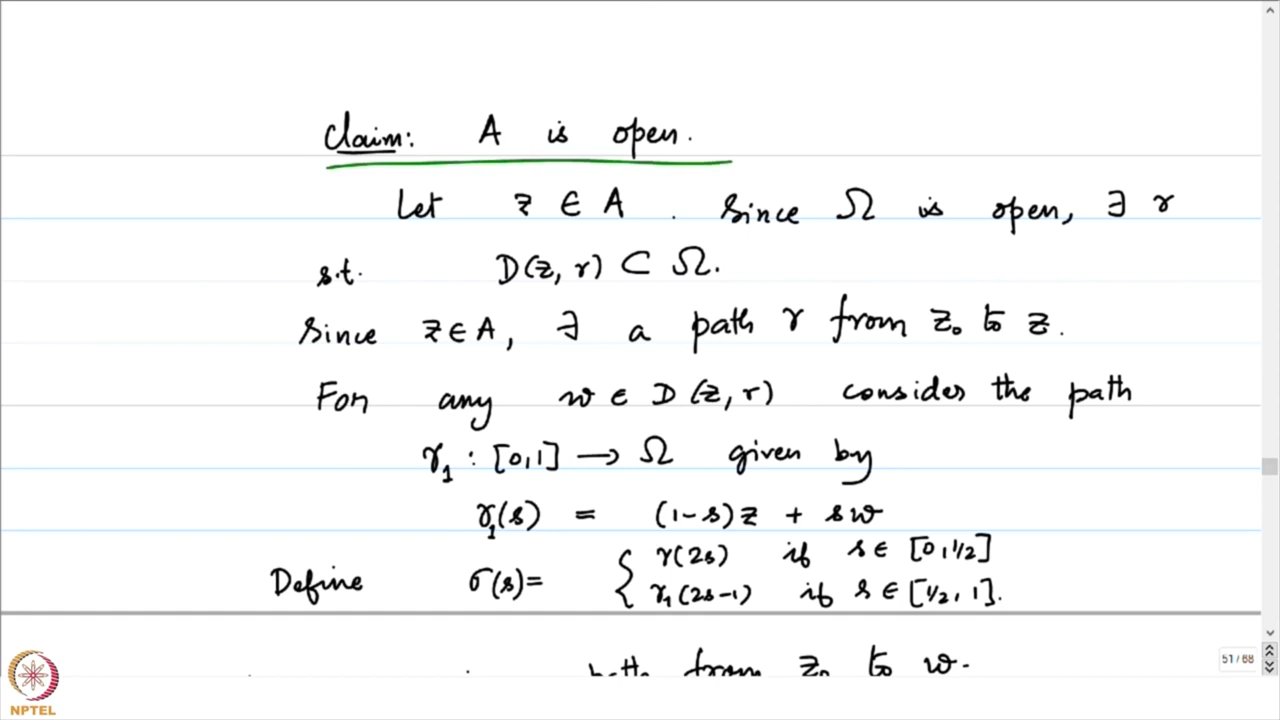 Claim: A is open.
Let z ∈ A. Since Ω is open, ∃ r
s.t. D(z, r) ⊂ Ω.
Since z ∈ A, ∃ a path γ from z₀ to z.
For any w ∈ D(z, r) consider the path
γ₁ : [0,1] → Ω given by
γ₁(s) = (1-s)z + sw
Define σ(s) = { γ(2s) if s ∈ [0, 1/2]
γ₁(2s-1) if s ∈ [1/2, 1].
path from z₀ to w.
51 / 68
NPTEL